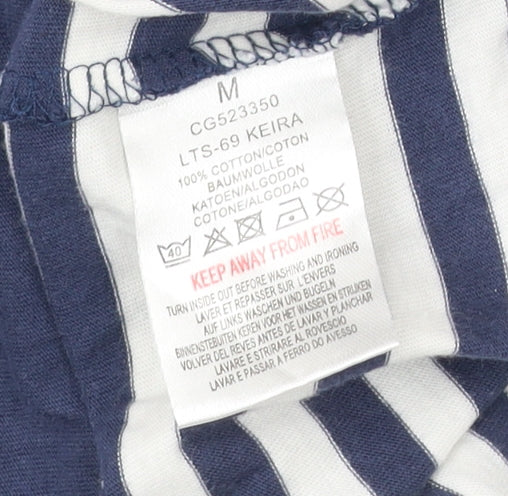 M
CG523350
LTS-69 KEIRA
100% COTTON/COTON
BAUMWOLLE
KATOEN/ALGODON
COTONE/ALGODAO
40
KEEP AWAY FROM FIRE
TURN INSIDE OUT BEFORE WASHING AND IRONING
LAVER ET REPASSER SUR L'ENVERS
AUF LINKS WASCHEN UND BUGELN
BINNENSTEBUITEN KEREN VOOR HET WASSEN EN STRIJKEN
VOLVER DEL REVES ANTES DE LAVAR Y PLANCHAR
LAVARE E STIRARE AL ROVESCIO
LAVAR E PASSAR A FERRO DO AVESSO